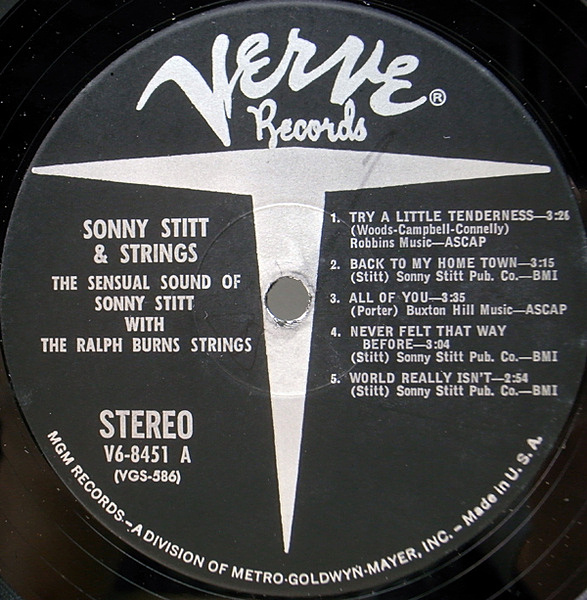 VERVE ®
Records
SONNY STITT
& STRINGS
THE SENSUAL SOUND OF
SONNY STITT
WITH
THE RALPH BURNS STRINGS
STEREO
V6-8451 A
(VGS-586)
1. TRY A LITTLE TENDERNESS—3:26
(Woods-Campbell-Connelly)
Robbins Music—ASCAP
2. BACK TO MY HOME TOWN—3:15
(Stitt) Sonny Stitt Pub. Co.—BMI
3. ALL OF YOU—3:35
(Porter) Buxton Hill Music—ASCAP
4. NEVER FELT THAT WAY
BEFORE—3:04
(Stitt) Sonny Stitt Pub. Co.—BMI
5. WORLD REALLY ISN'T—2:54
(Stitt) Sonny Stitt Pub. Co.—BMI
MGM RECORDS—A DIVISION OF METRO-GOLDWYN-MAYER, INC. – Made in U. S. A.